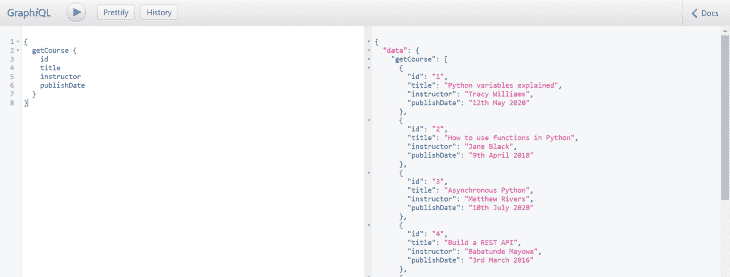 GraphiQL
Prettify
History
Docs
1 {
2 getCourse {
3 id
4 title
5 instructor
6 publishDate
7 }
8 }
{
"data": {
"getCourse": [
{
"id": "1",
"title": "Python variables explained",
"instructor": "Tracy Williams",
"publishDate": "12th May 2020"
},
{
"id": "2",
"title": "How to use functions in Python",
"instructor": "Jane Black",
"publishDate": "9th April 2018"
},
{
"id": "3",
"title": "Asynchronous Python",
"instructor": "Matthew Rivers",
"publishDate": "10th July 2020"
},
{
"id": "4",
"title": "Build a REST API",
"instructor": "Babatunde Mayowa",
"publishDate": "3rd March 2016"
},